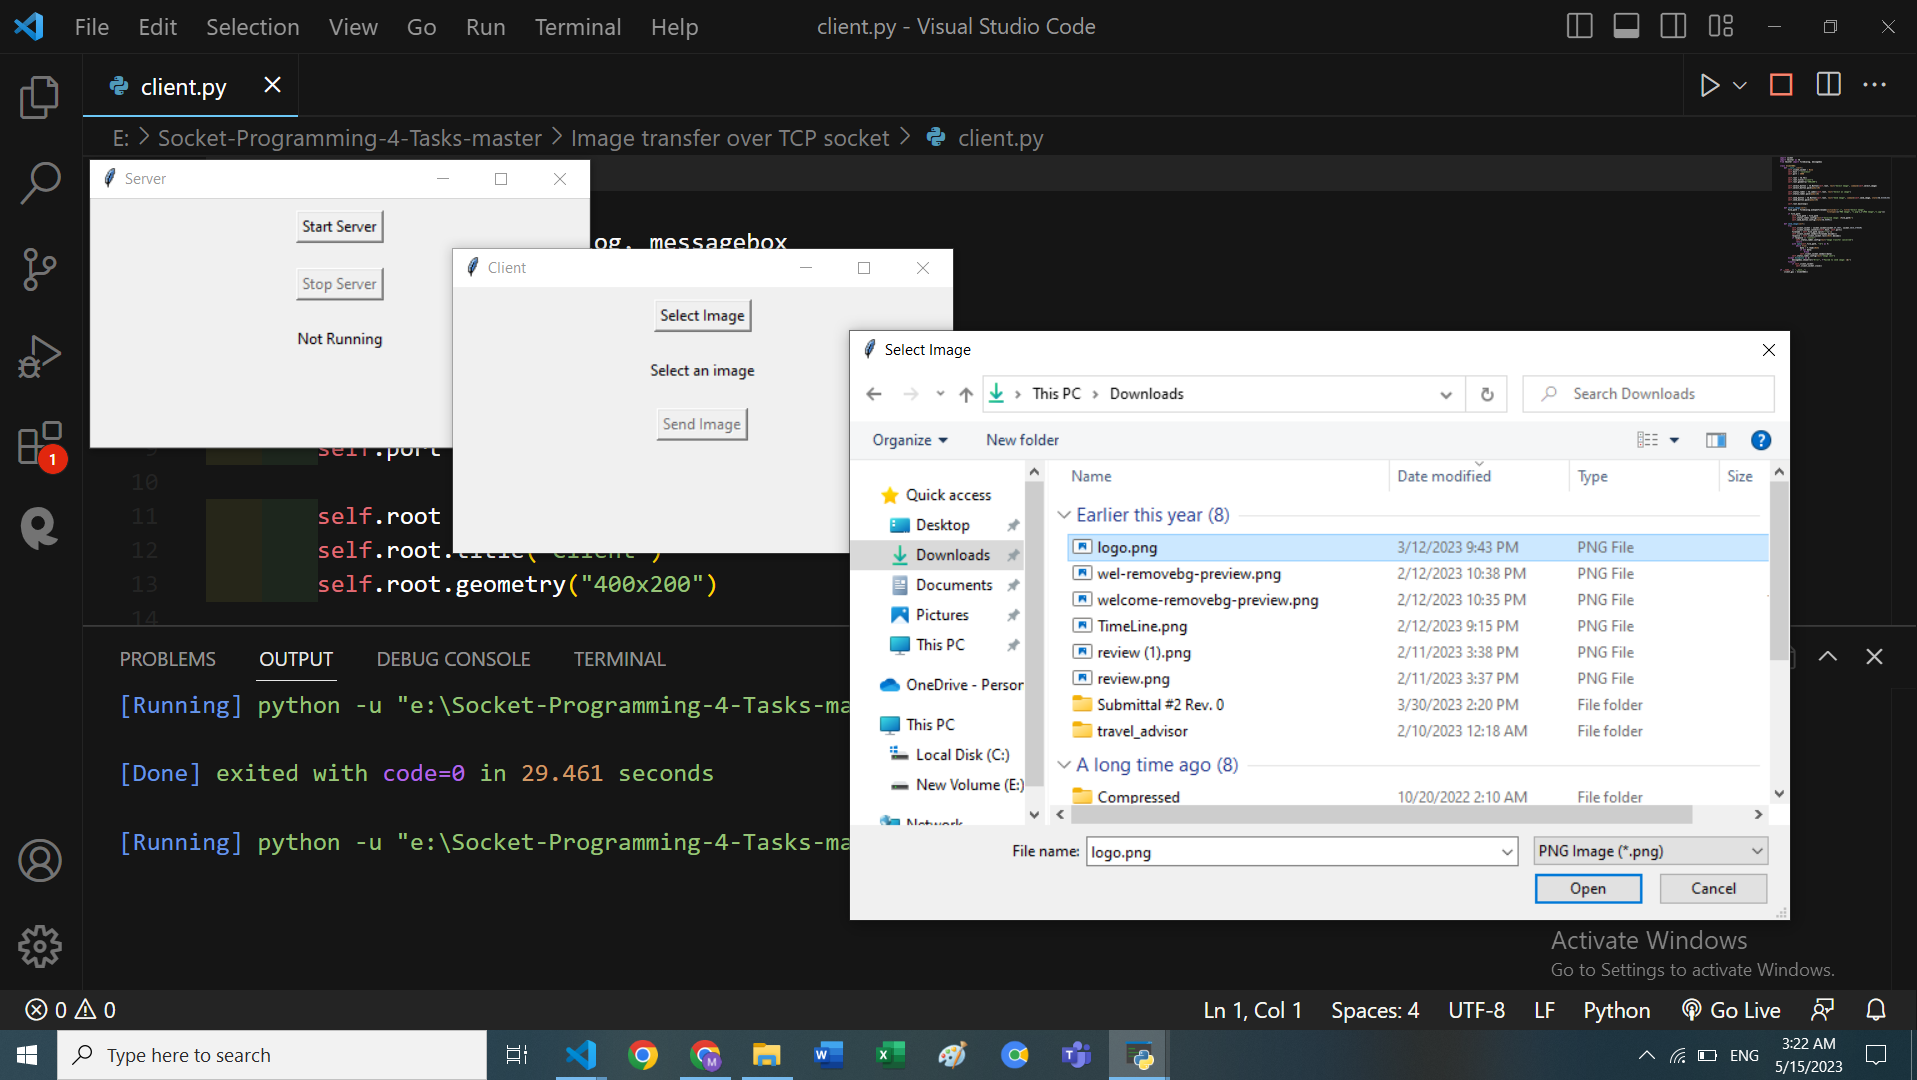 File Edit Selection View Go Run Terminal Help
client.py - Visual Studio Code
client.py
E: > Socket-Programming-4-Tasks-master > Image transfer over TCP socket > client.py
Server
Start Server
Stop Server
Not Running
og, messagebox
Client
Select Image
Select an image
Send Image
self.port
10
11 self.root
12 self.root.title("Client")
13 self.root.geometry("400x200")
14
1
PROBLEMS OUTPUT DEBUG CONSOLE TERMINAL
[Running] python -u "e:\Socket-Programming-4-Tasks-ma
[Done] exited with code=0 in 29.461 seconds
[Running] python -u "e:\Socket-Programming-4-Tasks-ma
Select Image
This PC > Downloads
Search Downloads
Organize New folder
Quick access
Desktop
Downloads
Documents
Pictures
This PC
OneDrive - Person
This PC
Local Disk (C:)
New Volume (E:)
Network
Name Date modified Type Size
Earlier this year (8)
logo.png 3/12/2023 9:43 PM PNG File
wel-removebg-preview.png 2/12/2023 10:38 PM PNG File
welcome-removebg-preview.png 2/12/2023 10:35 PM PNG File
TimeLine.png 2/12/2023 9:15 PM PNG File
review (1).png 2/11/2023 3:38 PM PNG File
review.png 2/11/2023 3:37 PM PNG File
Submittal #2 Rev. 0 3/30/2023 2:20 PM File folder
travel_advisor 2/10/2023 12:18 AM File folder
A long time ago (8)
Compressed 10/20/2022 2:10 AM File folder
File name: logo.png PNG Image (*.png)
Open Cancel
Activate Windows
Go to Settings to activate Windows.
0 0 Ln 1, Col 1 Spaces: 4 UTF-8 LF Python Go Live
Type here to search
ENG
3:22 AM
5/15/2023